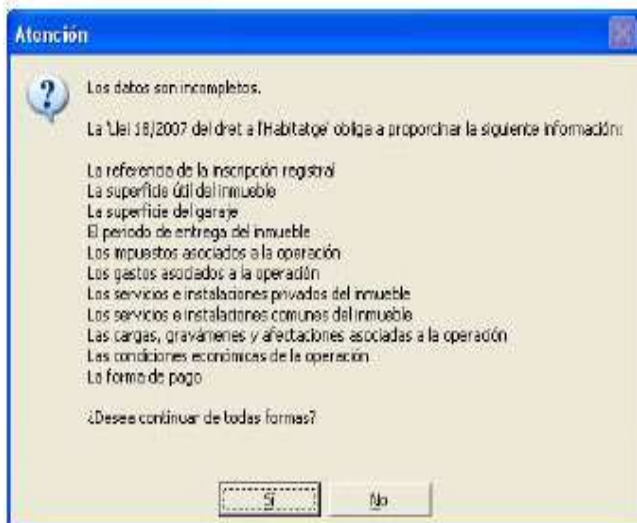 Atención
Los datos son incompletos.
La 'Llei 18/2007 del dret a l'Habitatge' obliga a proporcinar la siguiente información:
La referencia de la inscripción registral
La superficie útil del inmueble
La superficie del garaje
El periodo de entrega del inmueble
Los impuestos asociados a la operación
Los gastos asociados a la operación
Los servicios e instalaciones privados del inmueble
Los servicios e instalaciones comunes del inmueble
Las cargas, gravámenes y afectaciones asociadas a la operación
Las condiciones económicas de la operación
La forma de pago
¿Desea continuar de todas formas?
Sí No